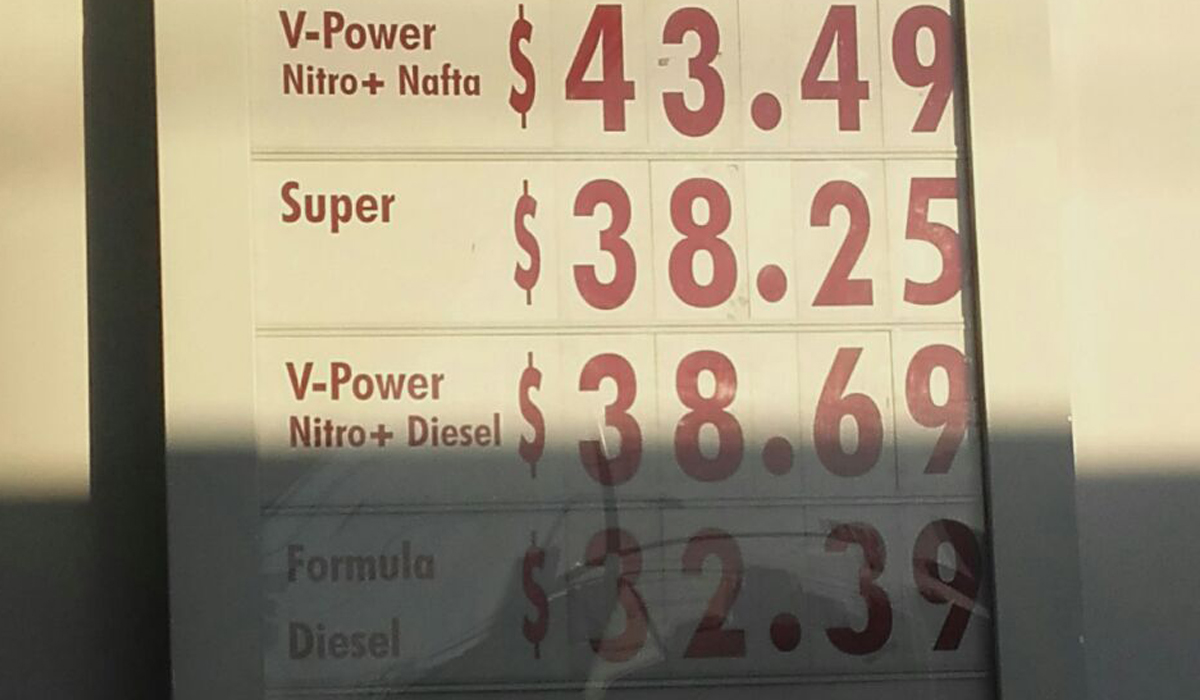 V-Power
Nitro+ Nafta $ 43.49
Super $ 38.25
V-Power
Nitro+ Diesel $ 38.69
Formula
Diesel $ 32.39